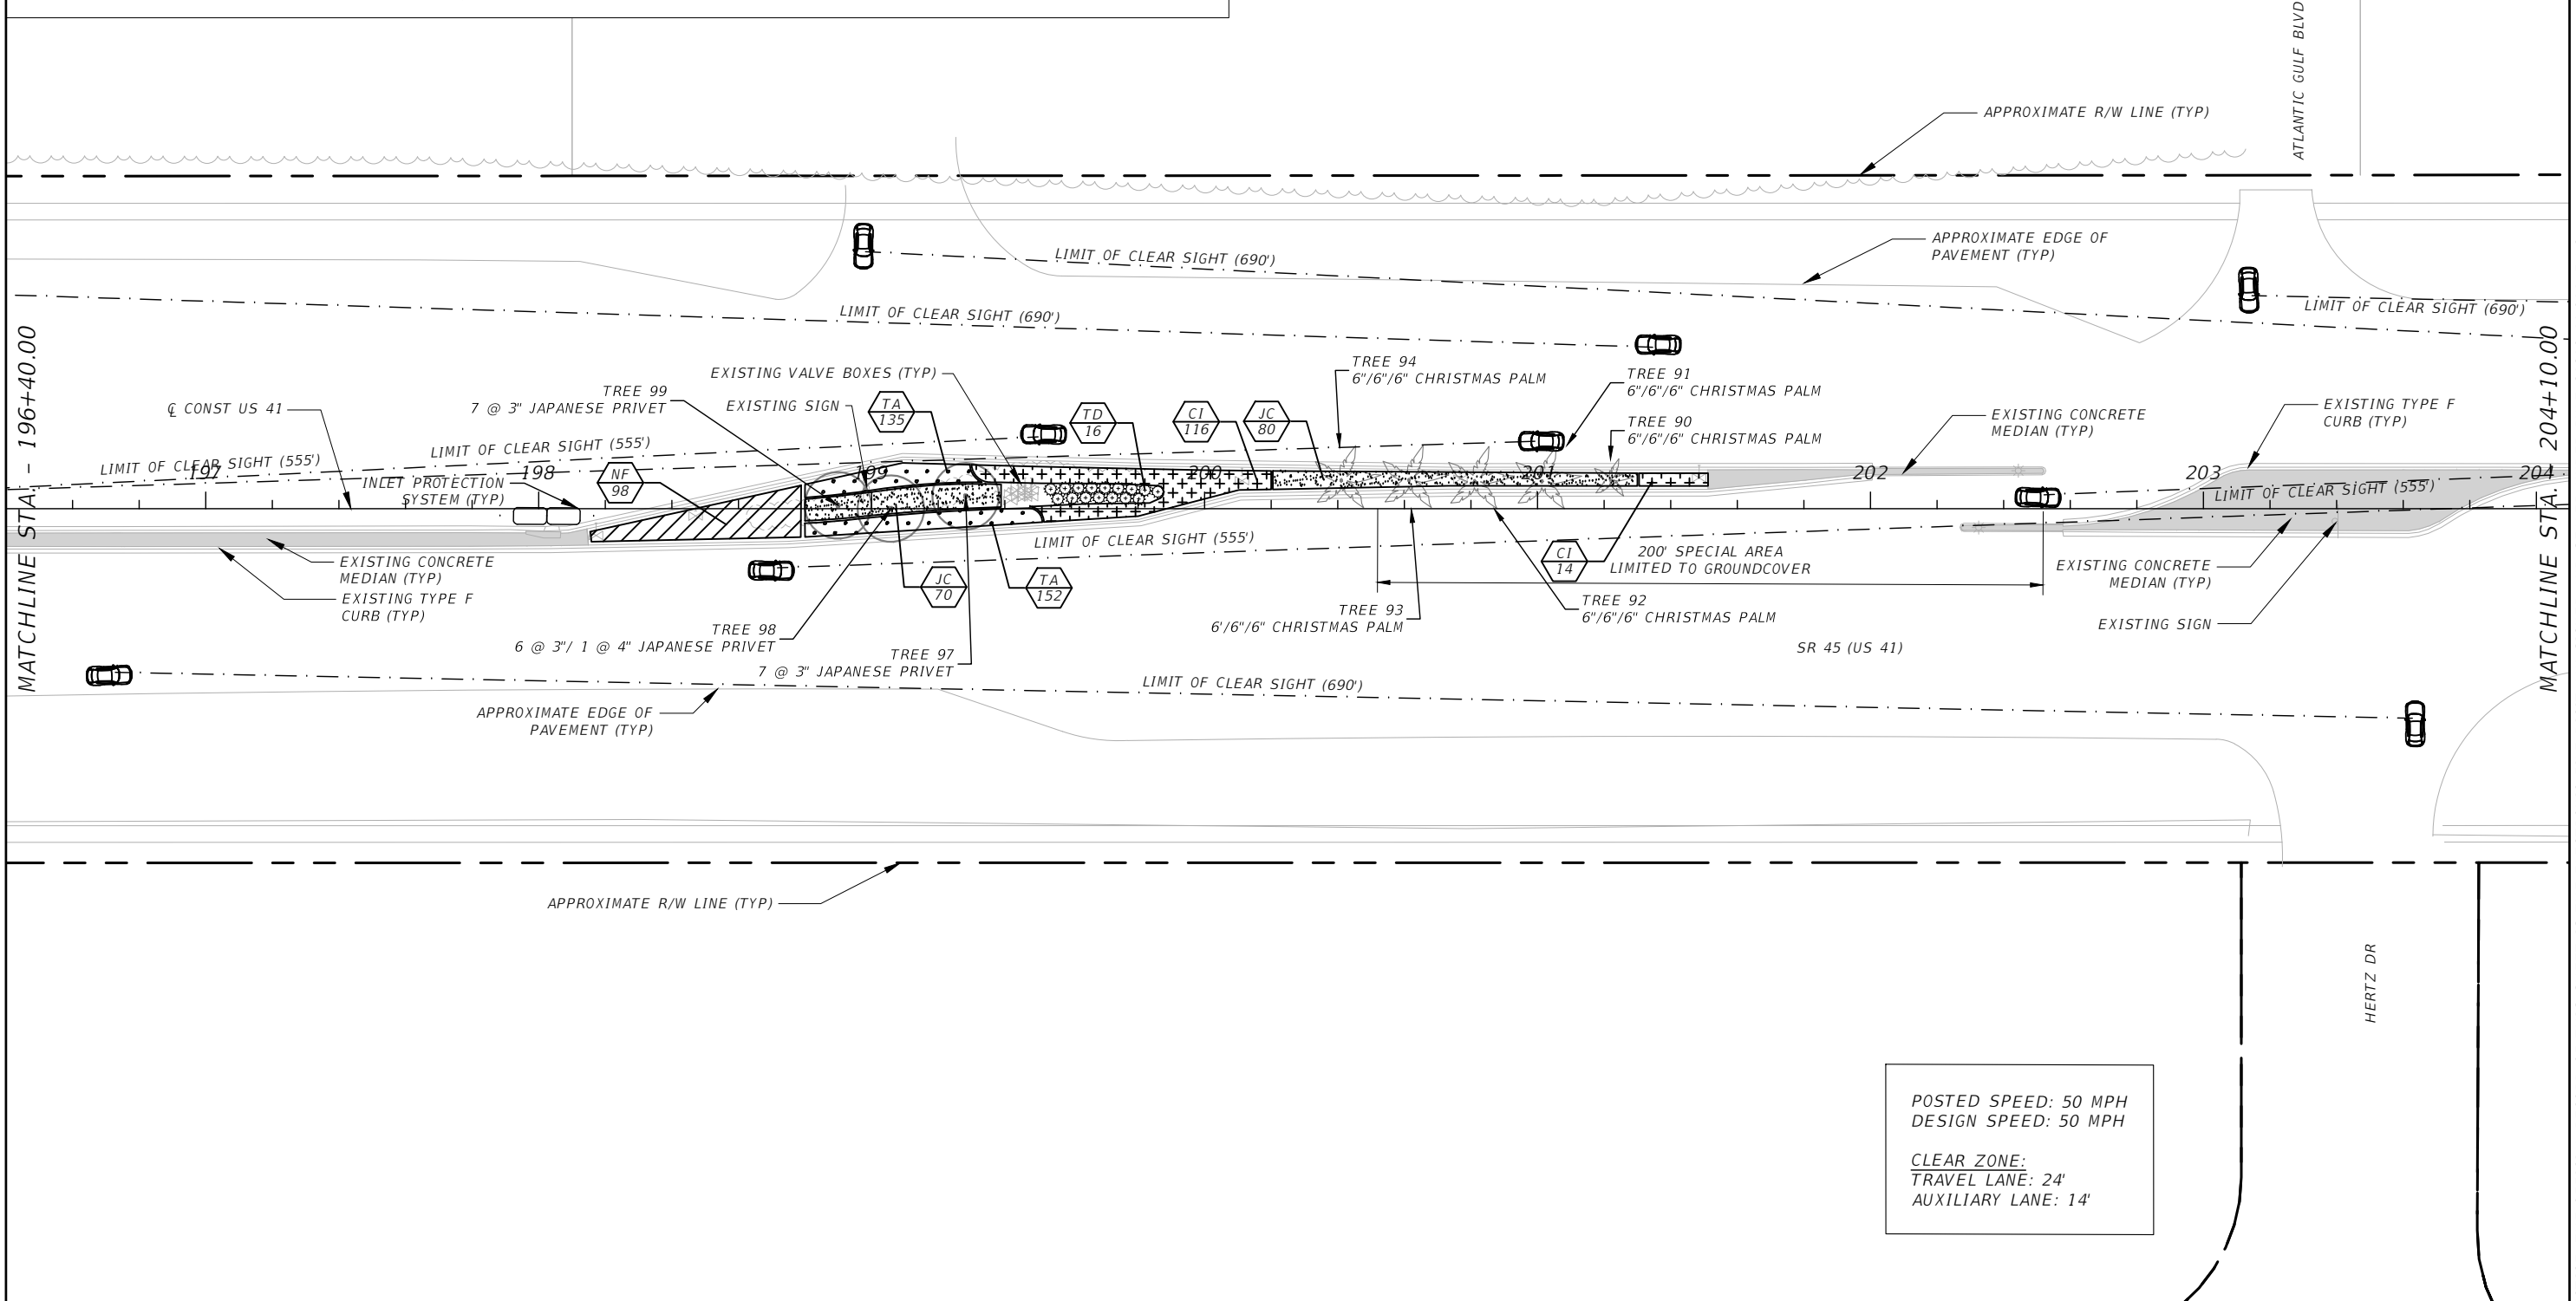 ATLANTIC GULF BLVD
APPROXIMATE R/W LINE (TYP)
APPROXIMATE EDGE OF
PAVEMENT (TYP)
LIMIT OF CLEAR SIGHT (690')
LIMIT OF CLEAR SIGHT (690')
LIMIT OF CLEAR SIGHT (690')
MATCHLINE STA. - 196+40.00
MATCHLINE STA. 204+10.00
EXISTING VALVE BOXES (TYP)
TREE 94
6"/6"/6" CHRISTMAS PALM
TREE 91
6"/6"/6" CHRISTMAS PALM
TREE 99
7 @ 3" JAPANESE PRIVET
EXISTING SIGN
TA
135
TD
16
CI
116
JC
80
TREE 90
6"/6"/6" CHRISTMAS PALM
EXISTING CONCRETE
MEDIAN (TYP)
EXISTING TYPE F
CURB (TYP)
℄ CONST US 41
LIMIT OF CLEAR SIGHT (555')
LIMIT OF CLEAR SIGHT (555')
197
198
199
200
201
202
203
204
INLET PROTECTION
SYSTEM (TYP)
NF
98
LIMIT OF CLEAR SIGHT (555')
LIMIT OF CLEAR SIGHT (555')
EXISTING CONCRETE
MEDIAN (TYP)
EXISTING TYPE F
CURB (TYP)
JC
70
TA
152
CI
14
200' SPECIAL AREA
LIMITED TO GROUNDCOVER
EXISTING CONCRETE
MEDIAN (TYP)
EXISTING SIGN
TREE 93
6'/6"/6" CHRISTMAS PALM
TREE 92
6"/6"/6" CHRISTMAS PALM
TREE 98
6 @ 3"/ 1 @ 4" JAPANESE PRIVET
TREE 97
7 @ 3" JAPANESE PRIVET
SR 45 (US 41)
LIMIT OF CLEAR SIGHT (690')
APPROXIMATE EDGE OF
PAVEMENT (TYP)
APPROXIMATE R/W LINE (TYP)
HERTZ DR
POSTED SPEED: 50 MPH
DESIGN SPEED: 50 MPH
CLEAR ZONE:
TRAVEL LANE: 24'
AUXILIARY LANE: 14'